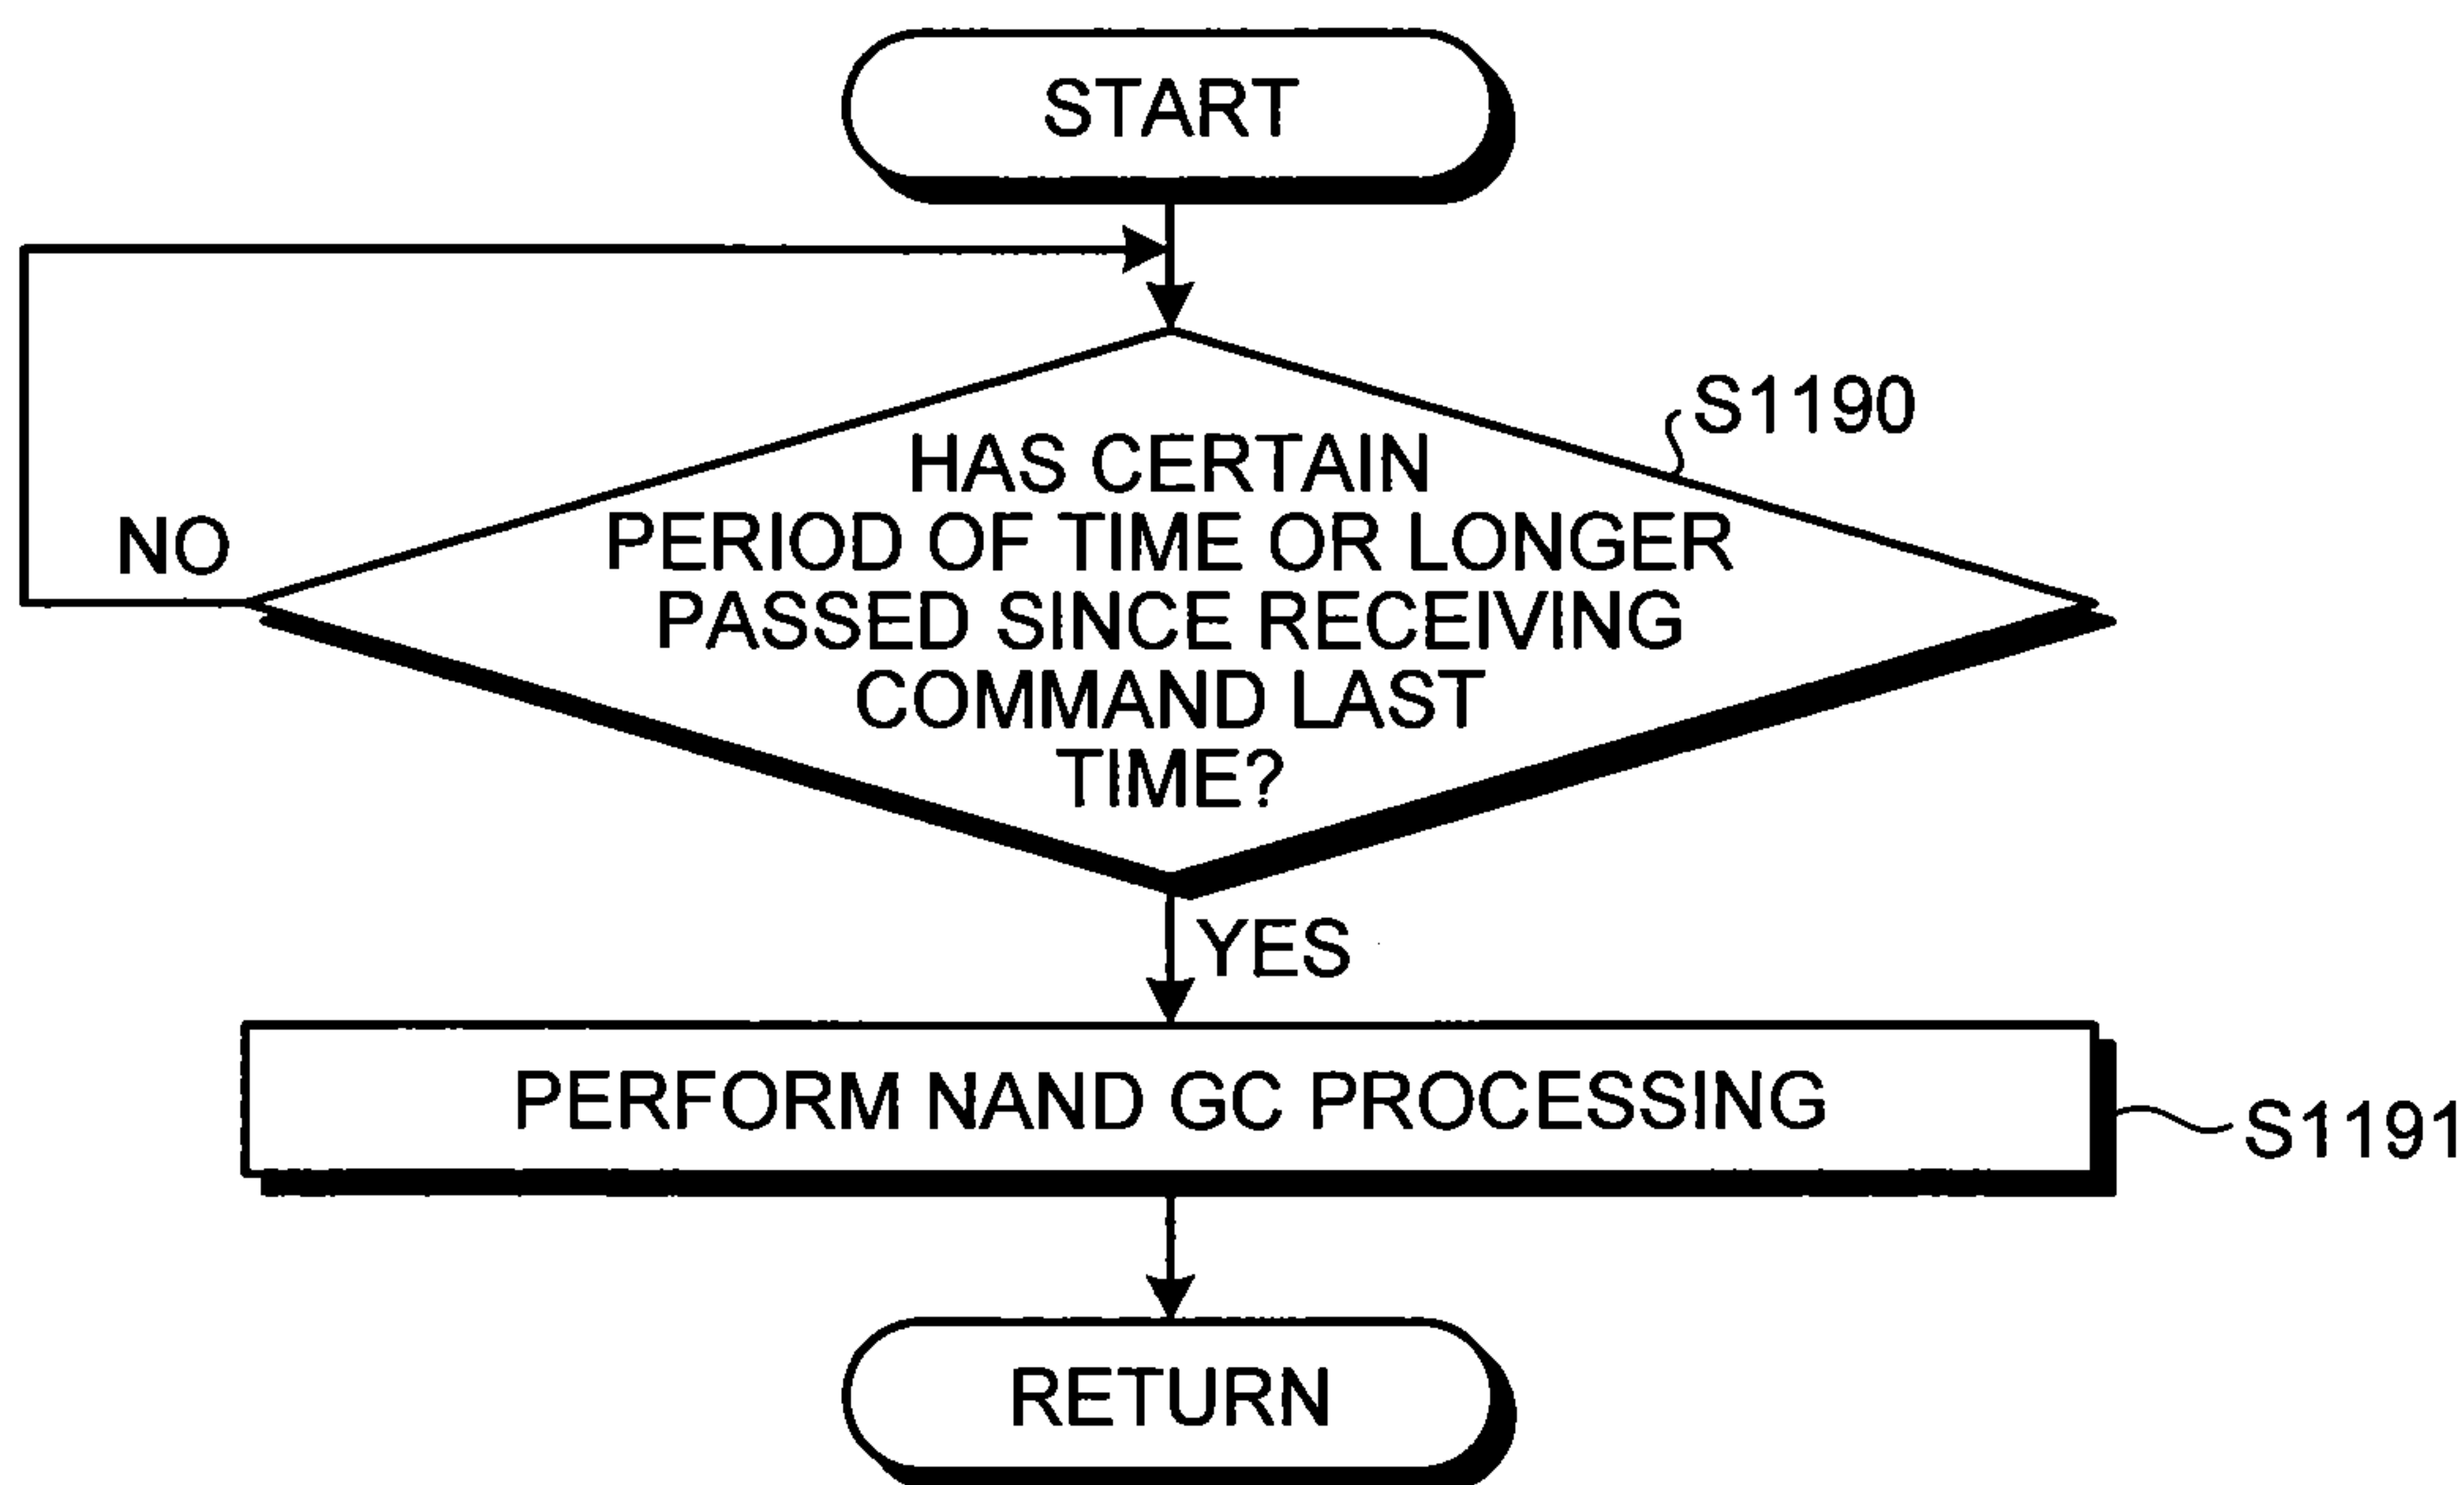 START
S1190
HAS CERTAIN
PERIOD OF TIME OR LONGER
PASSED SINCE RECEIVING
COMMAND LAST
TIME?
NO
YES
PERFORM NAND GC PROCESSING
S1191
RETURN